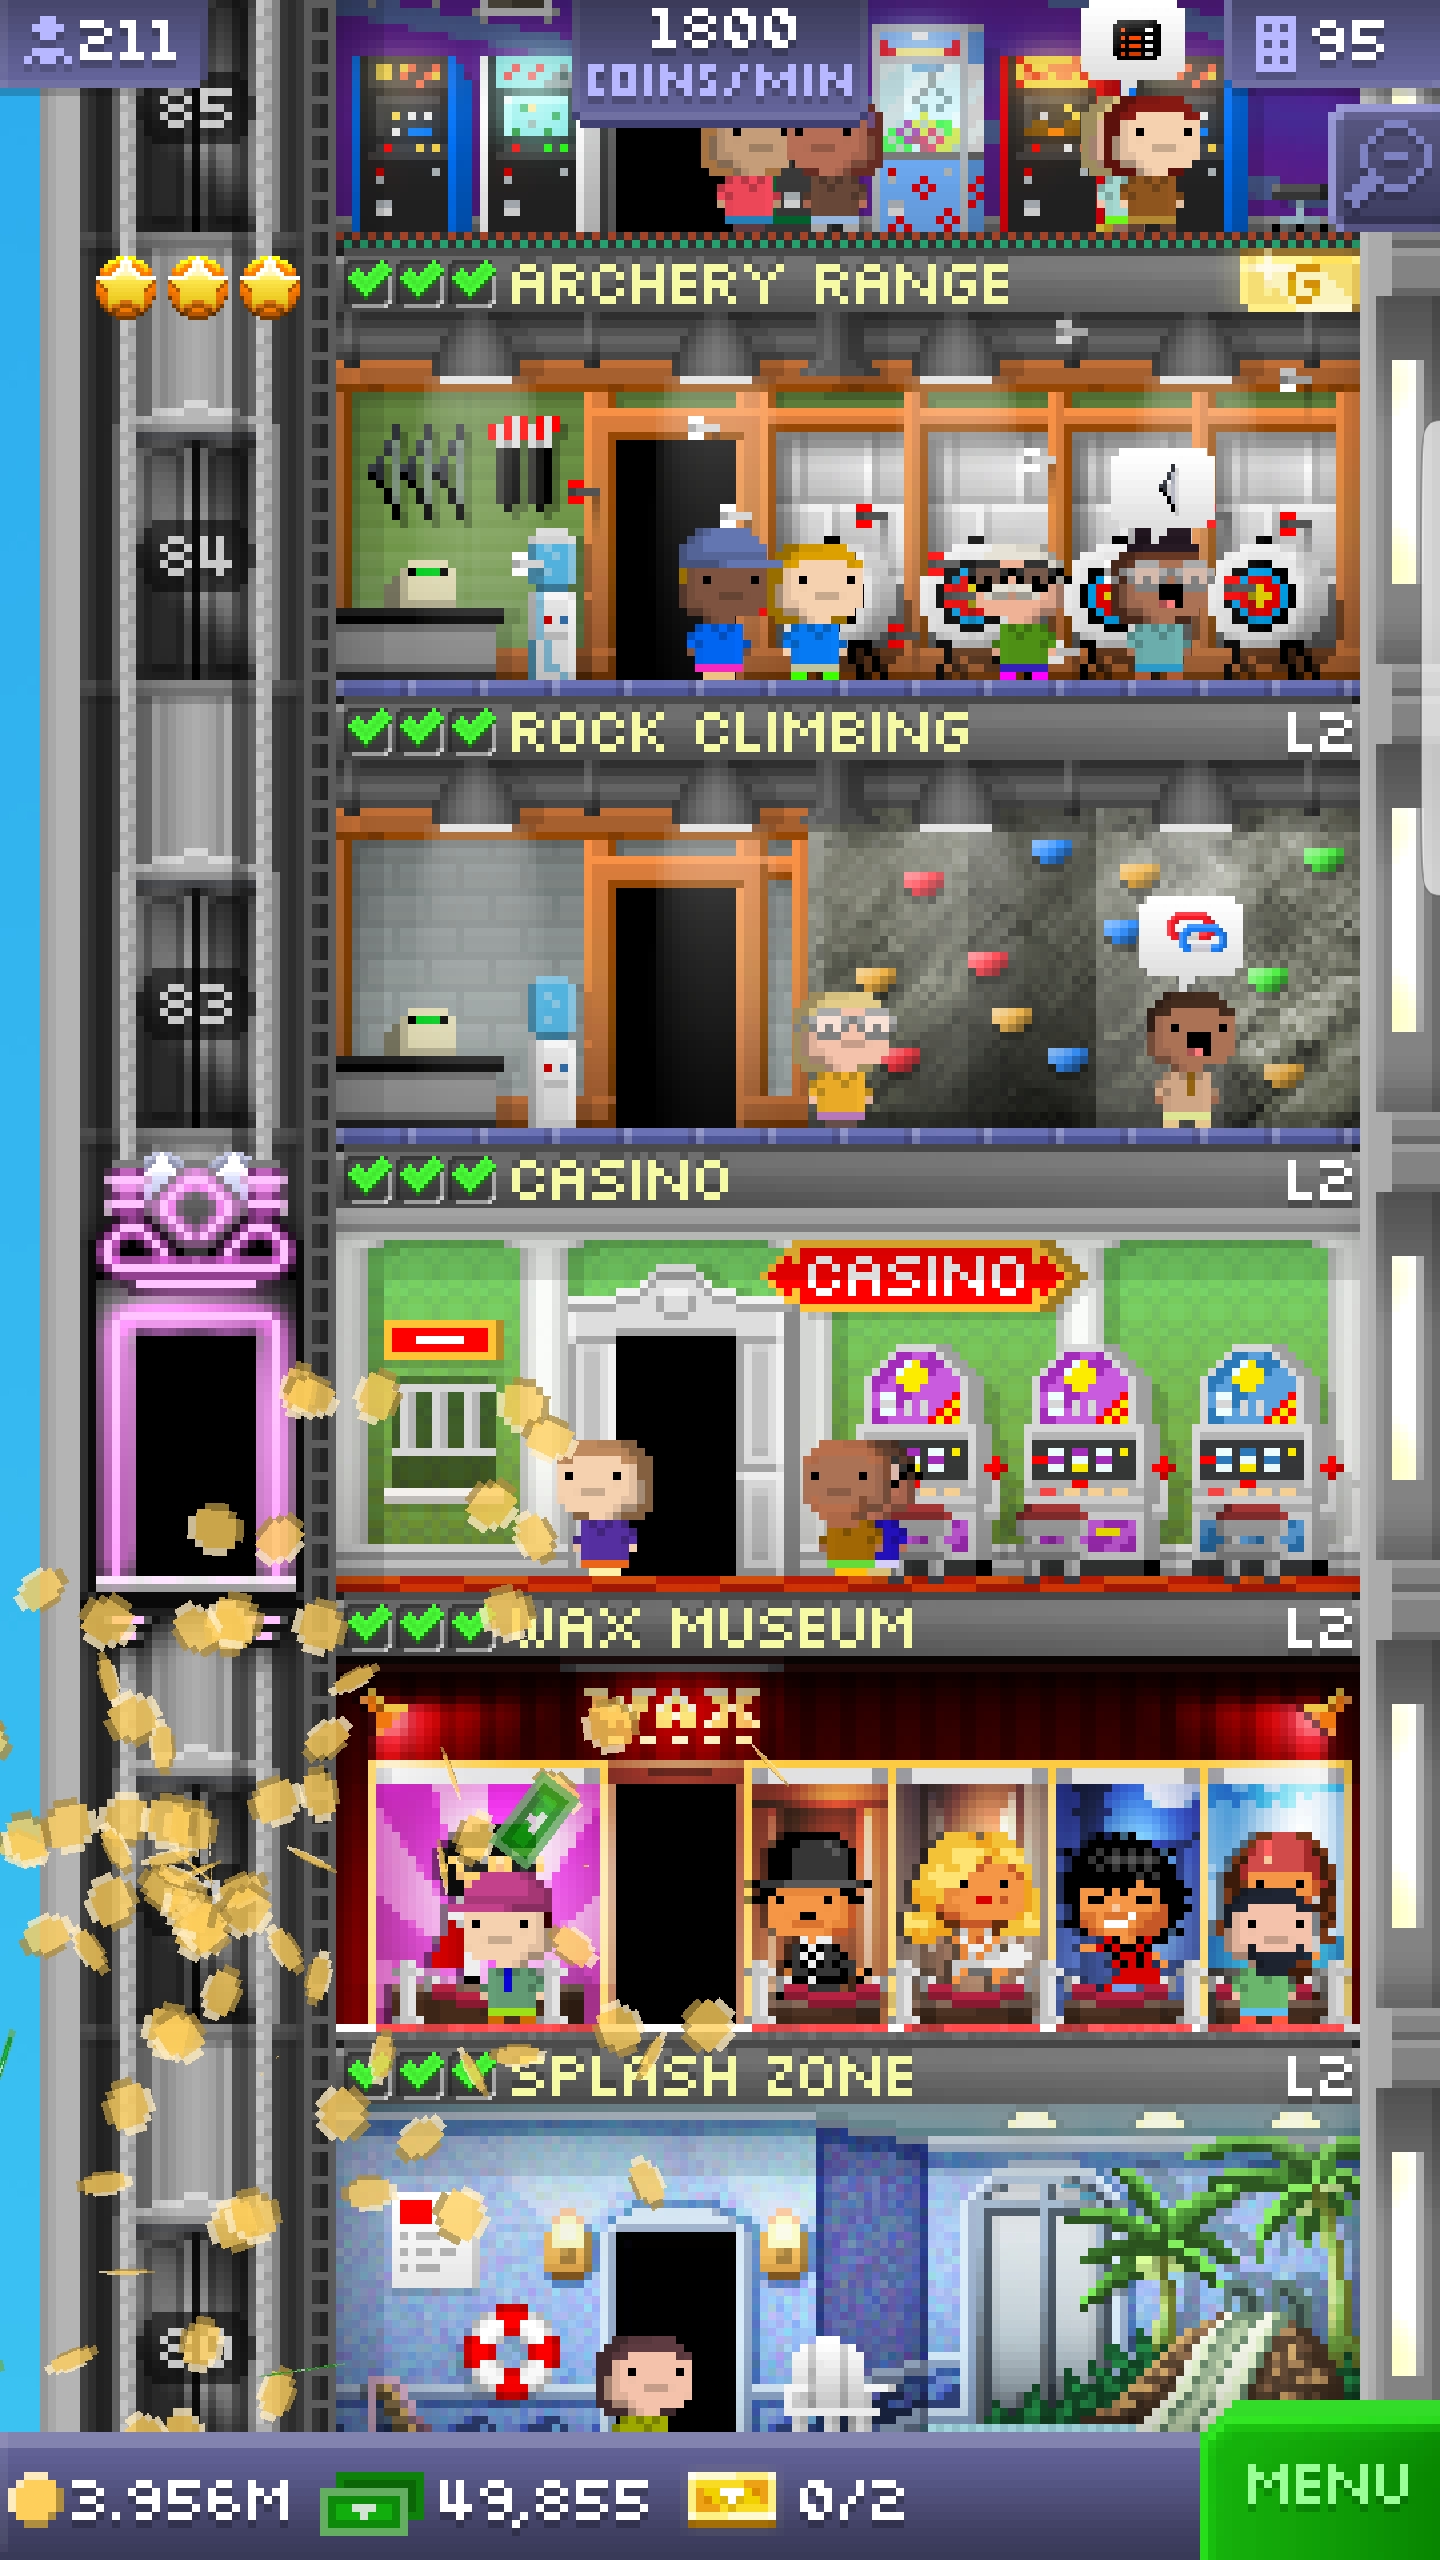 211
1800
COINS/MIN
95
85
ARCHERY RANGE
G
84
ROCK CLIMBING
L2
83
CASINO
L2
CASINO
WAX MUSEUM
L2
WAX
SPLASH ZONE
L2
3.956M
49,855
0/2
MENU